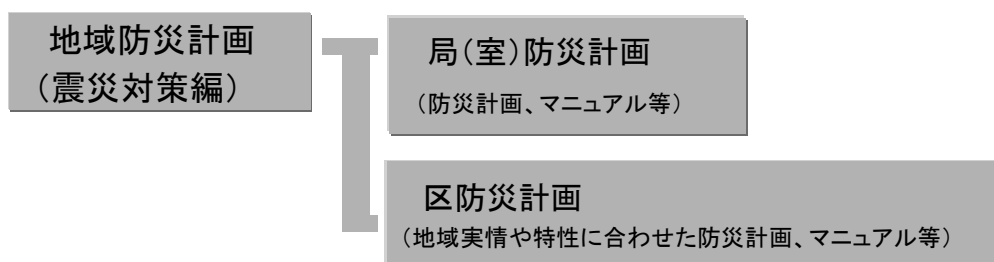 地域防災計画
（震災対策編）
局（室）防災計画
（防災計画、マニュアル等）
区防災計画
（地域実情や特性に合わせた防災計画、マニュアル等）